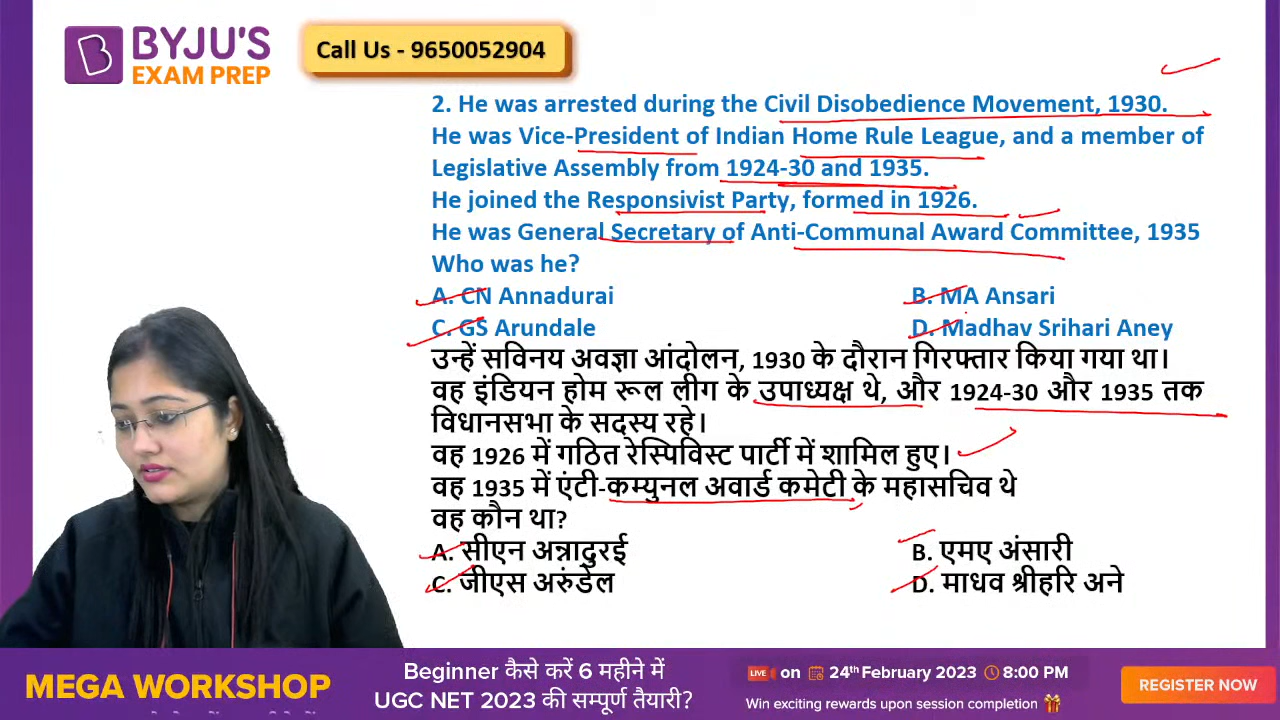 BYJU'S
EXAM PREP
Call Us - 9650052904
2. He was arrested during the Civil Disobedience Movement, 1930.
He was Vice-President of Indian Home Rule League, and a member of
Legislative Assembly from 1924-30 and 1935.
He joined the Responsivist Party, formed in 1926.
He was General Secretary of Anti-Communal Award Committee, 1935
Who was he?
A. CN Annadurai B. MA Ansari
C. GS Arundale D. Madhav Srihari Aney
उन्हें सविनय अवज्ञा आंदोलन, 1930 के दौरान गिरफ्तार किया गया था।
वह इंडियन होम रूल लीग के उपाध्यक्ष थे, और 1924-30 और 1935 तक
विधानसभा के सदस्य रहे।
वह 1926 में गठित रेस्पिविस्ट पार्टी में शामिल हुए।
वह 1935 में एंटी-कम्युनल अवार्ड कमेटी के महासचिव थे
वह कौन था?
A. सीएन अन्नादुरई B. एमए अंसारी
C. जीएस अरुंडेल D. माधव श्रीहरि अने
MEGA WORKSHOP
Beginner कैसे करें 6 महीने में
UGC NET 2023 की सम्पूर्ण तैयारी?
LIVE on 24th February 2023 8:00 PM
Win exciting rewards upon session completion
REGISTER NOW